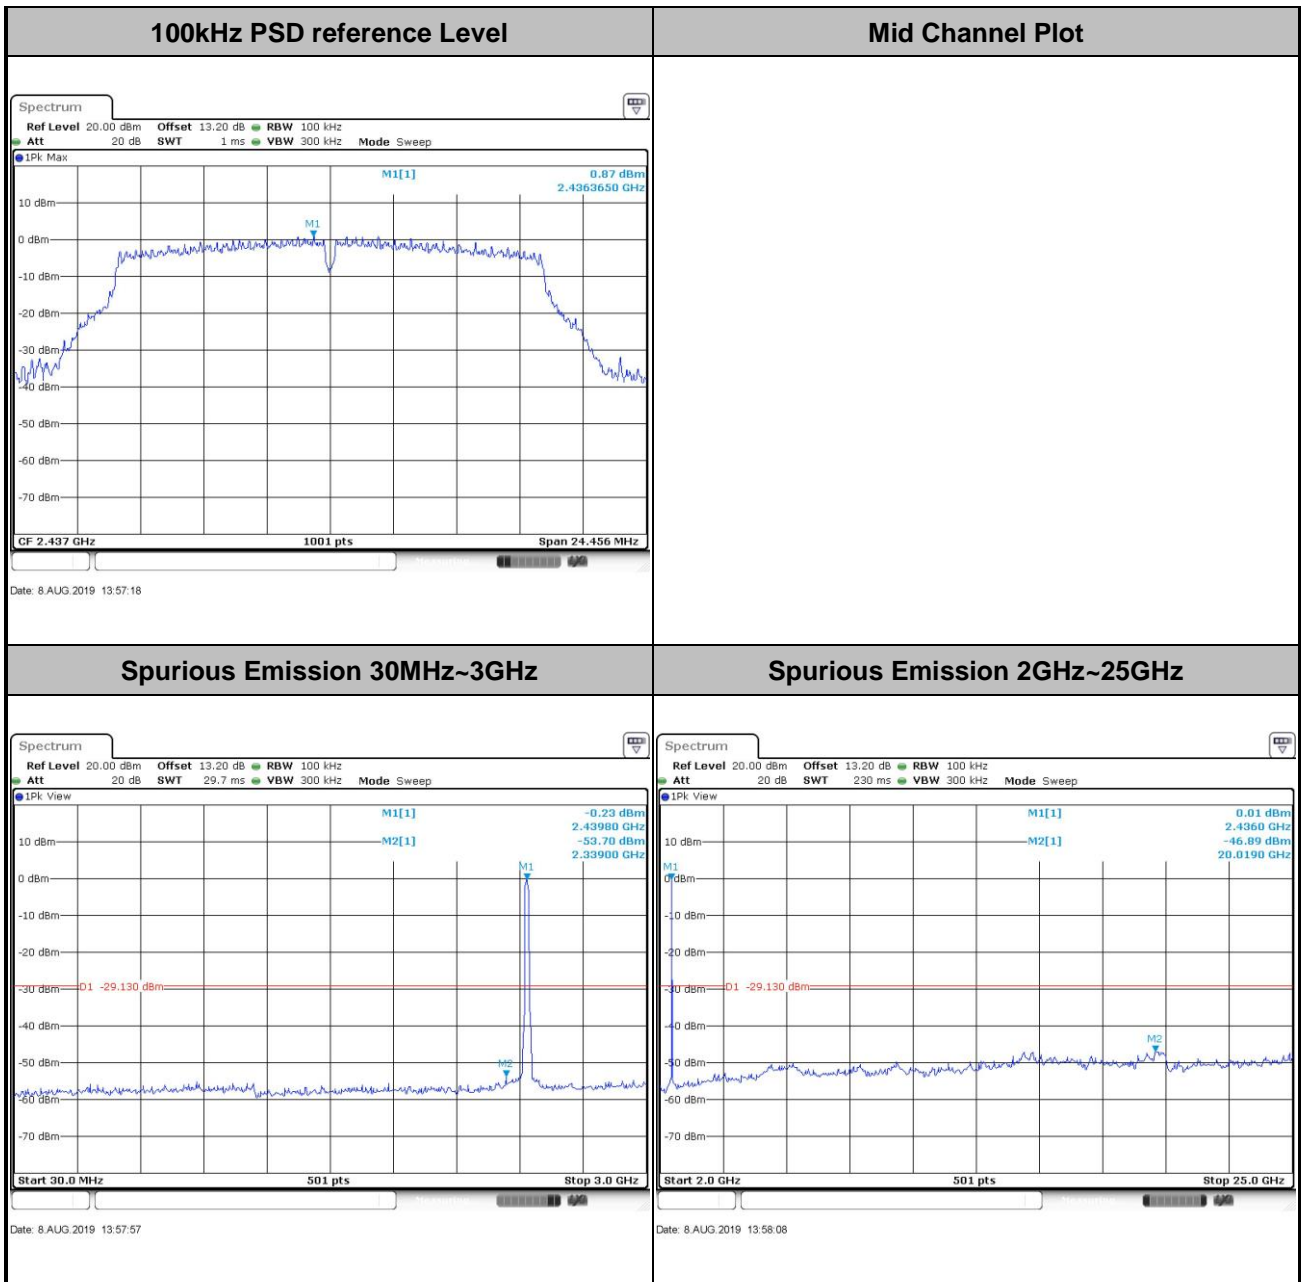 100kHz PSD reference Level
Mid Channel Plot
Spectrum
Ref Level 20.00 dBm Offset 13.20 dB RBW 100 kHz
Att 20 dB SWT 1 ms VBW 300 kHz Mode Sweep
1Pk Max
M1[1] 0.87 dBm
2.4363650 GHz
10 dBm
M1
0 dBm
-10 dBm
-20 dBm
-30 dBm
-40 dBm
-50 dBm
-60 dBm
-70 dBm
CF 2.437 GHz 1001 pts Span 24.456 MHz
Date: 8.AUG.2019 13:57:18
Spurious Emission 30MHz~3GHz
Spurious Emission 2GHz~25GHz
Spectrum
Ref Level 20.00 dBm Offset 13.20 dB RBW 100 kHz
Att 20 dB SWT 29.7 ms VBW 300 kHz Mode Sweep
1Pk View
M1[1] -0.23 dBm
2.43980 GHz
10 dBm M2[1] -53.70 dBm
2.33900 GHz
M1
0 dBm
-10 dBm
-20 dBm
-30 dBm D1 -29.130 dBm
-40 dBm
-50 dBm
M2
-60 dBm
-70 dBm
Start 30.0 MHz 501 pts Stop 3.0 GHz
Date: 8.AUG.2019 13:57:57
Spectrum
Ref Level 20.00 dBm Offset 13.20 dB RBW 100 kHz
Att 20 dB SWT 230 ms VBW 300 kHz Mode Sweep
1Pk View
M1[1] 0.01 dBm
2.4360 GHz
10 dBm M2[1] -46.89 dBm
20.0190 GHz
M1
0 dBm
-10 dBm
-20 dBm
-30 dBm D1 -29.130 dBm
-40 dBm
M2
-50 dBm
-60 dBm
-70 dBm
Start 2.0 GHz 501 pts Stop 25.0 GHz
Date: 8.AUG.2019 13:58:08